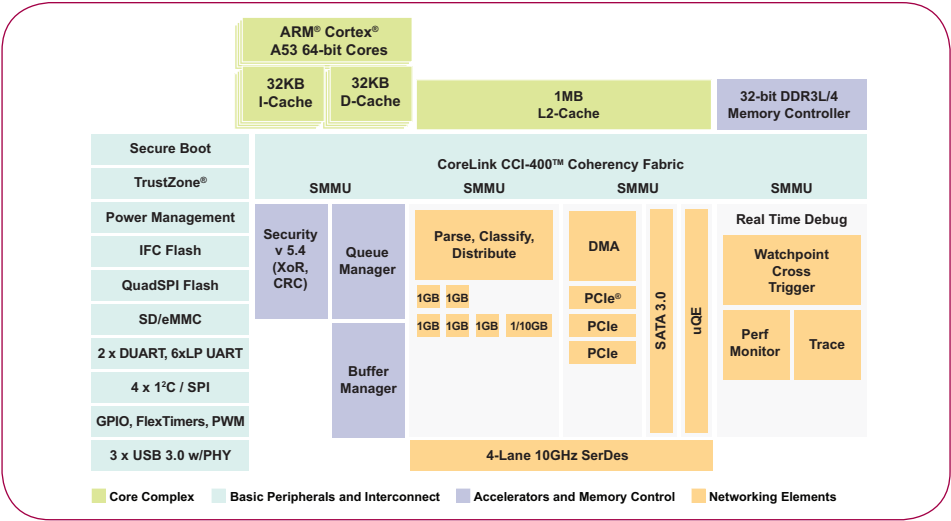 ARM® Cortex®
A53 64-bit Cores
32KB
I-Cache
32KB
D-Cache
1MB
L2-Cache
32-bit DDR3L/4
Memory Controller
Secure Boot
TrustZone®
Power Management
IFC Flash
QuadSPI Flash
SD/eMMC
2 x DUART, 6xLP UART
4 x 1²C / SPI
GPIO, FlexTimers, PWM
3 x USB 3.0 w/PHY
CoreLink CCI-400™ Coherency Fabric
SMMU SMMU SMMU SMMU
Security
v 5.4
(XoR,
CRC)
Queue
Manager
Buffer
Manager
Parse, Classify,
Distribute
1GB 1GB
1GB 1GB 1GB 1/10GB
DMA
PCIe®
PCIe
PCIe
SATA 3.0
uQE
4-Lane 10GHz SerDes
Real Time Debug
Watchpoint
Cross
Trigger
Perf
Monitor
Trace
Core Complex Basic Peripherals and Interconnect Accelerators and Memory Control Networking Elements